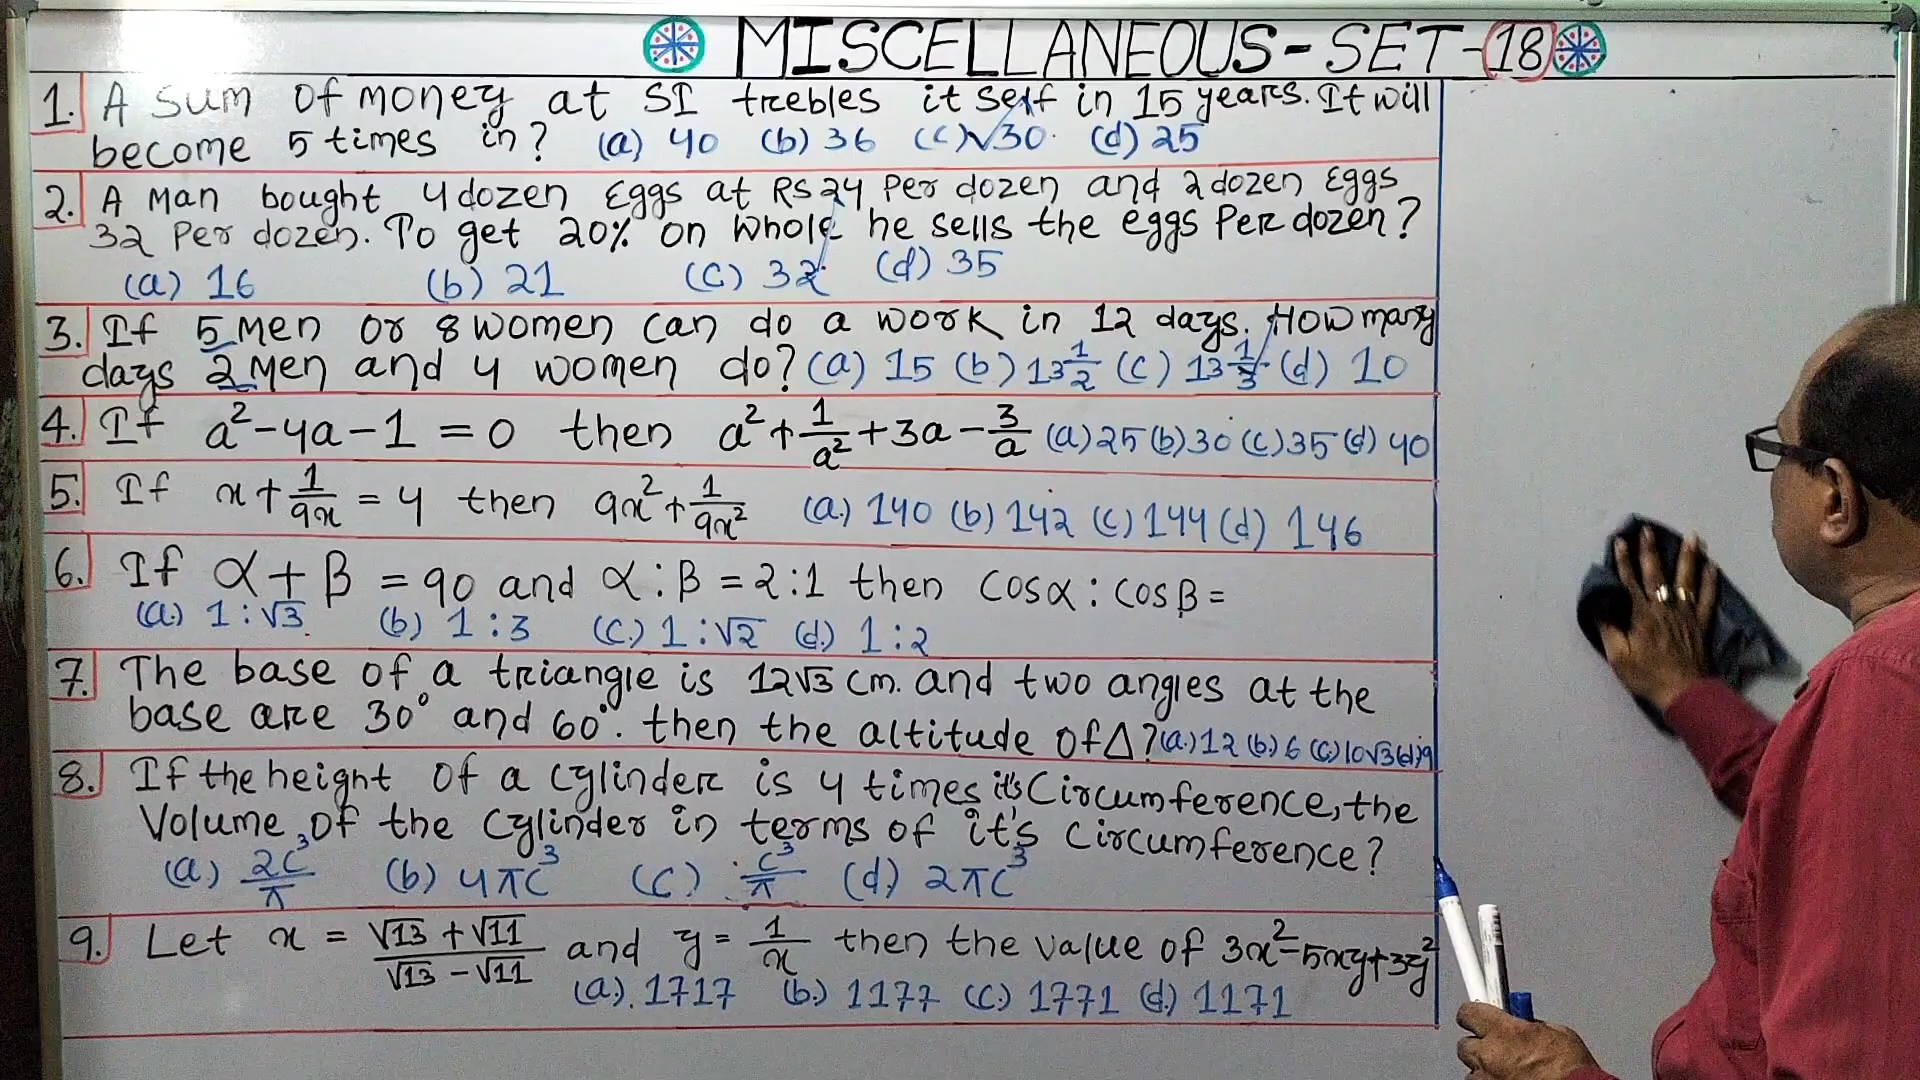 MISCELLANEOUS-SET-18
1. A sum of money at SI trebles it self in 15 years. It will
become 5 times in? (a) 40 (b) 36 (c)√30. (d) 25
2. A Man bought 4 dozen Eggs at RS 24 Per dozen and 2 dozen Eggs
32 Per dozen. To get 20% on whole he sells the eggs Per dozen?
(a) 16 (b) 21 (C) 32 (d) 35
3. If 5 Men or 8 women can do a work in 12 days. How many
days 2 Men and 4 women do? (a) 15 (b) 13 1/2 (c) 13 1/3 (d) 10
4. If a²-4a-1 = 0 then a²+1/a²+3a-3/a (a)25(b)30(c)35(d) 40
5. If x+1/9x = 4 then 9x²+1/9x² (a.) 140 (b) 142 (c) 144 (d) 146
6. If α+β = 90 and α:β = 2:1 then cosα : cosβ =
(a.) 1:√3. (b) 1:3 (c.) 1:√2 (d.) 1:2
7. The base of a triangle is 12√3 cm. and two angles at the
base are 30° and 60°. then the altitude of Δ?(a.)12 (b.) 6 (c)10√3(d.)9
8. If the height of a cylinder is 4 times it's Circumference, the
Volume of the cylinder in terms of it's circumference?
(a) 2c³/π (b) 4πc³ (c) c³/π (d) 2πc³
9. Let x = √13+√11/√13-√11 and y = 1/x then the value of 3x²-5xy+3y²
(a.). 1717 (b.) 1177 (c.) 1771 (d.) 1171